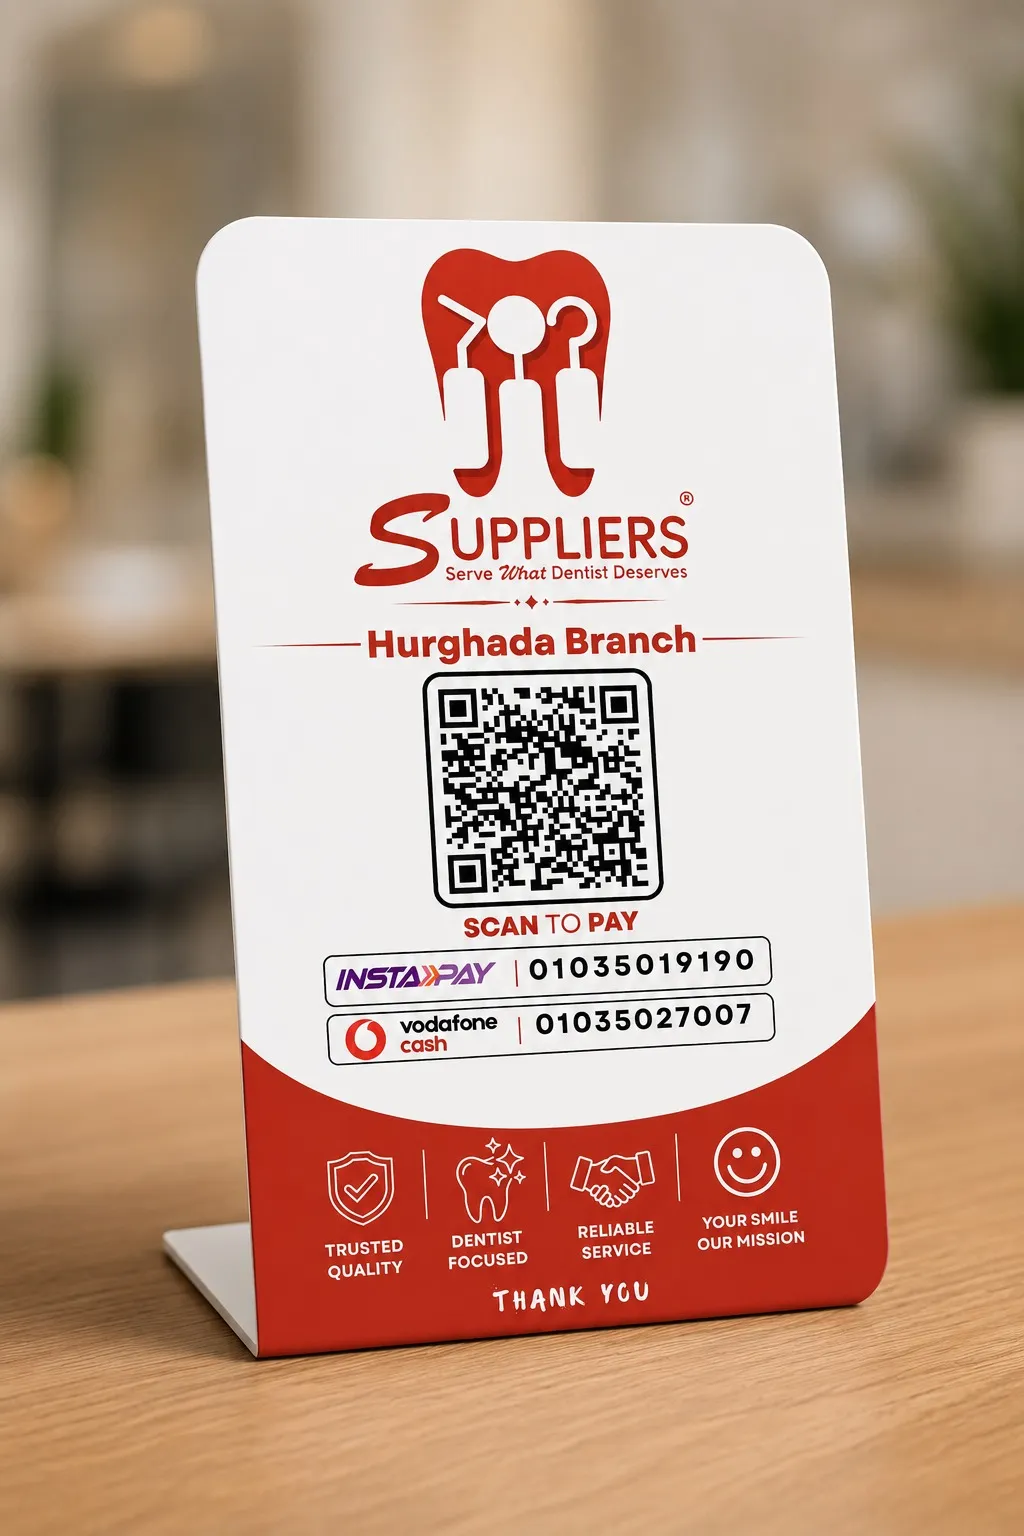 SUPPLIERS®
Serve What Dentist Deserves
Hurghada Branch
SCAN TO PAY
INSTAPAY | 01035019190
vodafone cash | 01035027007
TRUSTED QUALITY
DENTIST FOCUSED
RELIABLE SERVICE
YOUR SMILE OUR MISSION
THANK YOU